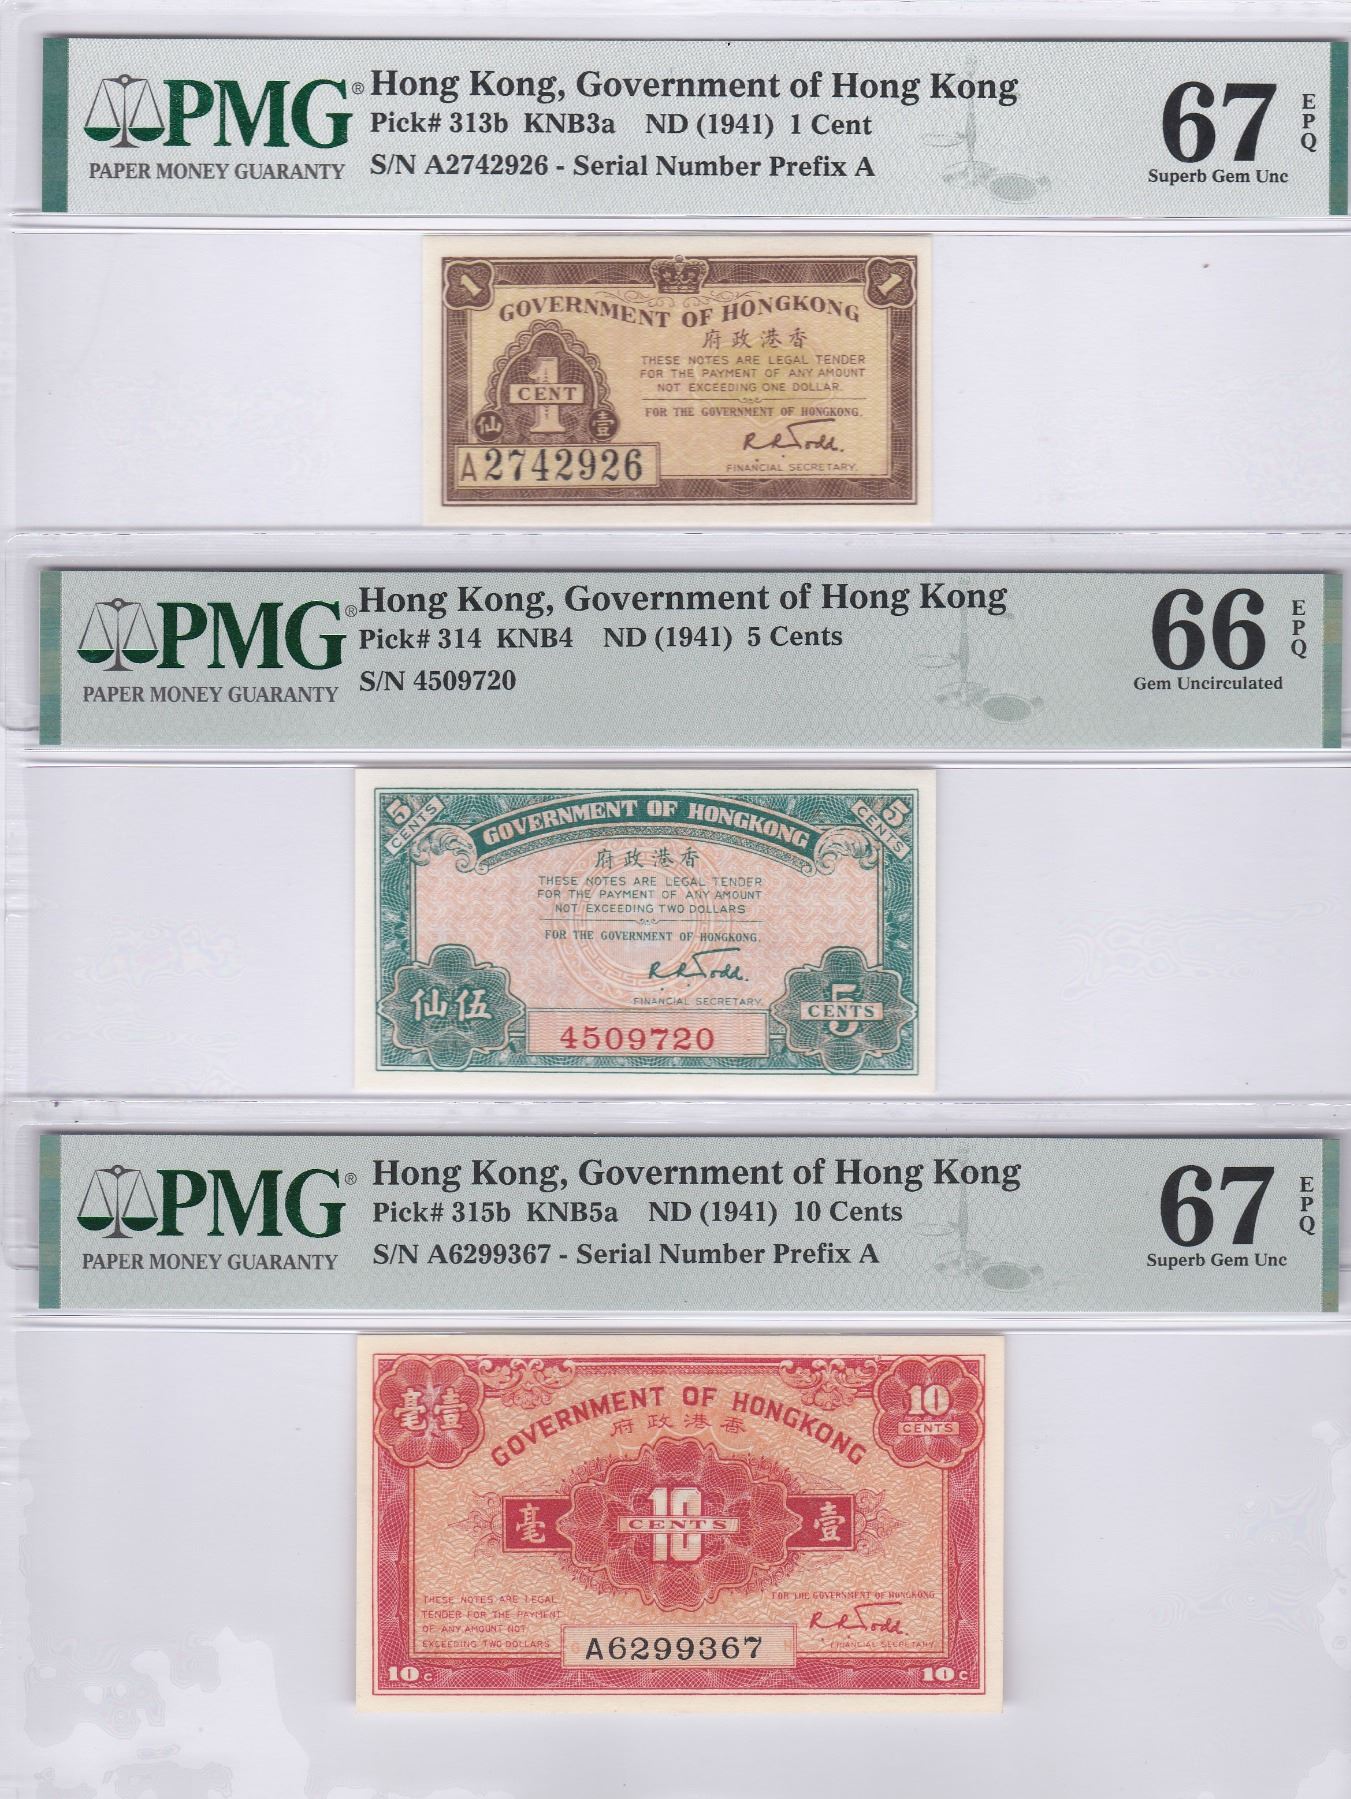 PMG®
PAPER MONEY GUARANTY
Hong Kong, Government of Hong Kong
Pick# 313b KNB3a ND (1941) 1 Cent
S/N A2742926 - Serial Number Prefix A
67
EPQ
Superb Gem Unc
1
1
GOVERNMENT OF HONGKONG
府政港香
THESE NOTES ARE LEGAL TENDER
FOR THE PAYMENT OF ANY AMOUNT
NOT EXCEEDING ONE DOLLAR.
FOR THE GOVERNMENT OF HONGKONG.
1
CENT
仙 壹
R R Todd.
FINANCIAL SECRETARY.
A2742926
PMG®
PAPER MONEY GUARANTY
Hong Kong, Government of Hong Kong
Pick# 314 KNB4 ND (1941) 5 Cents
S/N 4509720
66
EPQ
Gem Uncirculated
5 CENTS
5 CENTS
GOVERNMENT OF HONGKONG
府政港香
THESE NOTES ARE LEGAL TENDER
FOR THE PAYMENT OF ANY AMOUNT
NOT EXCEEDING TWO DOLLARS
FOR THE GOVERNMENT OF HONGKONG.
R R Todd.
FINANCIAL SECRETARY.
仙伍
5
CENTS
4509720
PMG®
PAPER MONEY GUARANTY
Hong Kong, Government of Hong Kong
Pick# 315b KNB5a ND (1941) 10 Cents
S/N A6299367 - Serial Number Prefix A
67
EPQ
Superb Gem Unc
毫壹
10
CENTS
GOVERNMENT OF HONGKONG
府政港香
毫
10
CENTS
壹
THESE NOTES ARE LEGAL
TENDER FOR THE PAYMENT
OF ANY AMOUNT NOT
EXCEEDING TWO DOLLARS
FOR THE GOVERNMENT OF HONGKONG
R R Todd.
FINANCIAL SECRETARY
A6299367
10 C
10 C